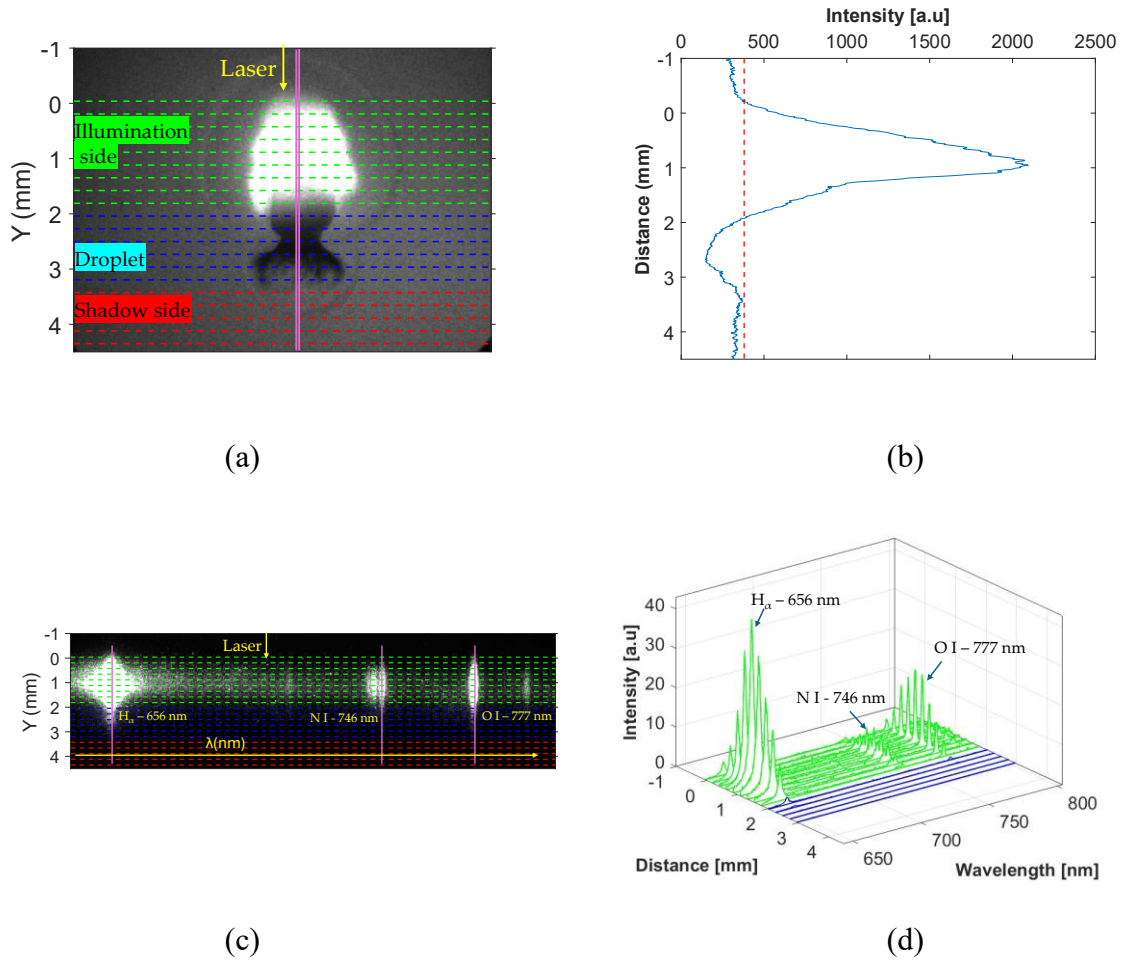 Intensity [a.u]
0 500 1000 1500 2000 2500
-1
0
1
2
3
4
Y (mm)
Laser
Illumination
side
Droplet
Shadow side
-1
0
1
2
3
4
Distance (mm)
(a)
(b)
-1
0
1
2
3
4
Y (mm)
Laser
Hα – 656 nm
N I - 746 nm
O I – 777 nm
λ(nm)
40
30
20
10
0
Intensity [a.u]
Hα – 656 nm
O I – 777 nm
N I - 746 nm
-1
0
1
2
3
4
650
700
750
800
Distance [mm]
Wavelength [nm]
(c)
(d)